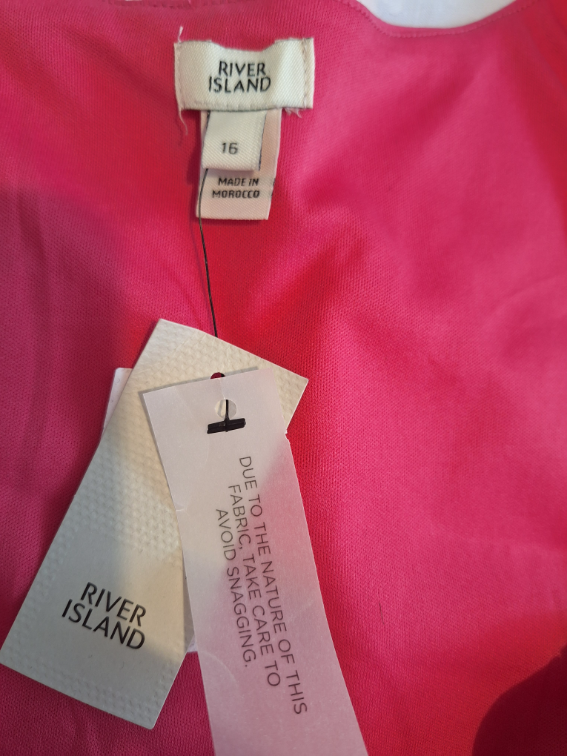 RIVER
ISLAND
16
MADE IN
MOROCCO
RIVER
ISLAND
DUE TO THE NATURE OF THIS
FABRIC, TAKE CARE TO
AVOID SNAGGING.